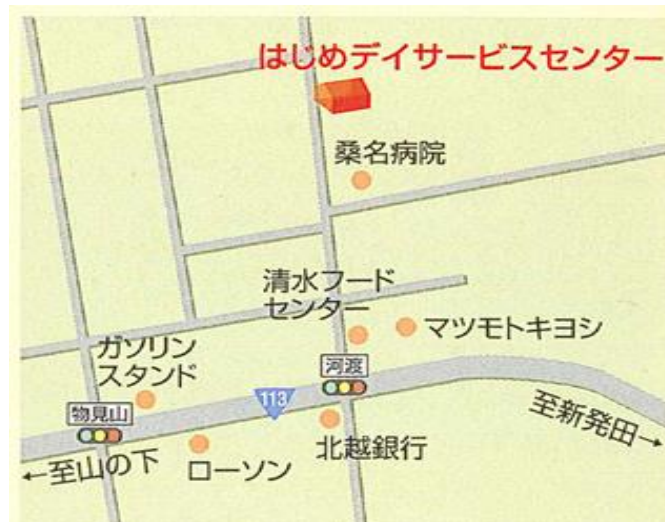 はじめデイサービスセンター
桑名病院
清水フード
センター
マツモトキヨシ
ガソリン
スタンド
河渡
113
物見山
至新発田→
北越銀行
←至山の下
ローソン